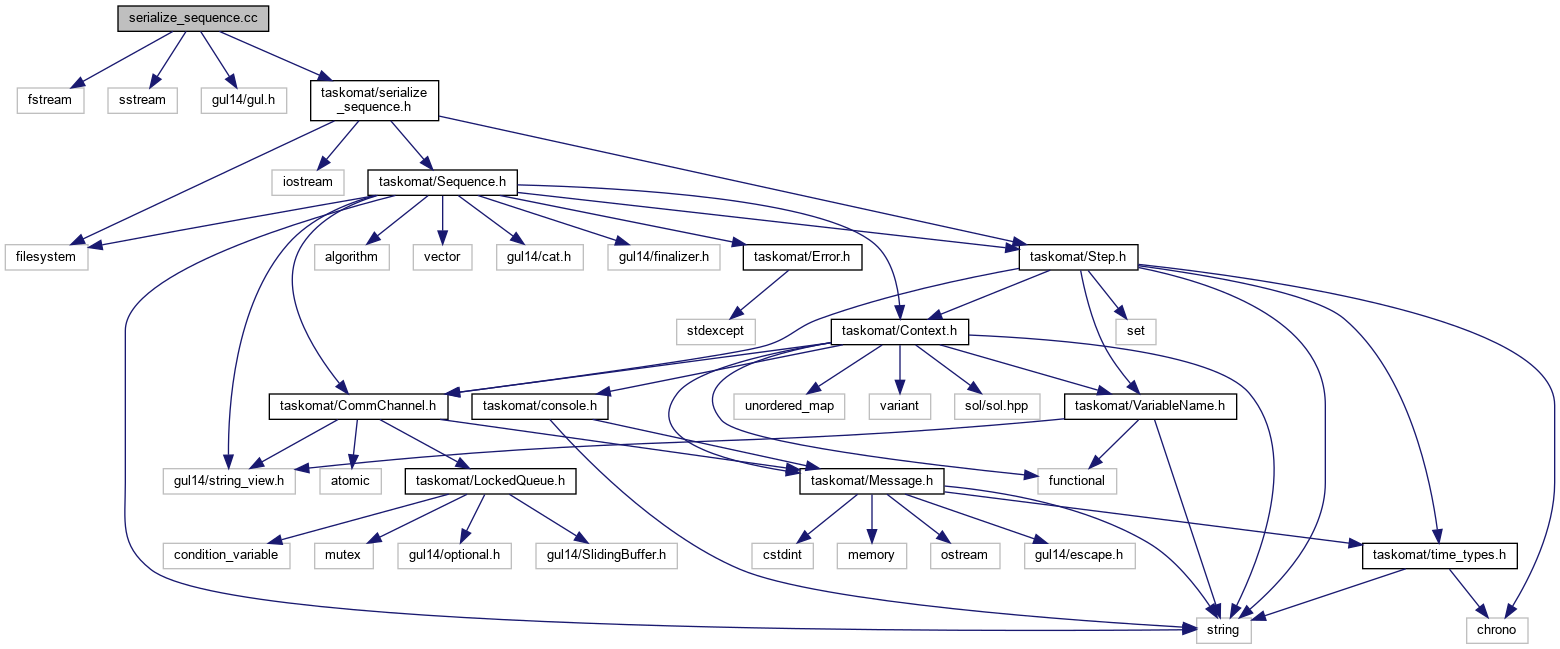 serialize_sequence.cc
fstream
sstream
gul14/gul.h
taskomat/serialize
_sequence.h
iostream
taskomat/Sequence.h
filesystem
algorithm
vector
gul14/cat.h
gul14/finalizer.h
taskomat/Error.h
taskomat/Step.h
stdexcept
taskomat/Context.h
set
taskomat/CommChannel.h
taskomat/console.h
unordered_map
variant
sol/sol.hpp
taskomat/VariableName.h
gul14/string_view.h
atomic
taskomat/LockedQueue.h
taskomat/Message.h
functional
condition_variable
mutex
gul14/optional.h
gul14/SlidingBuffer.h
cstdint
memory
ostream
gul14/escape.h
taskomat/time_types.h
string
chrono